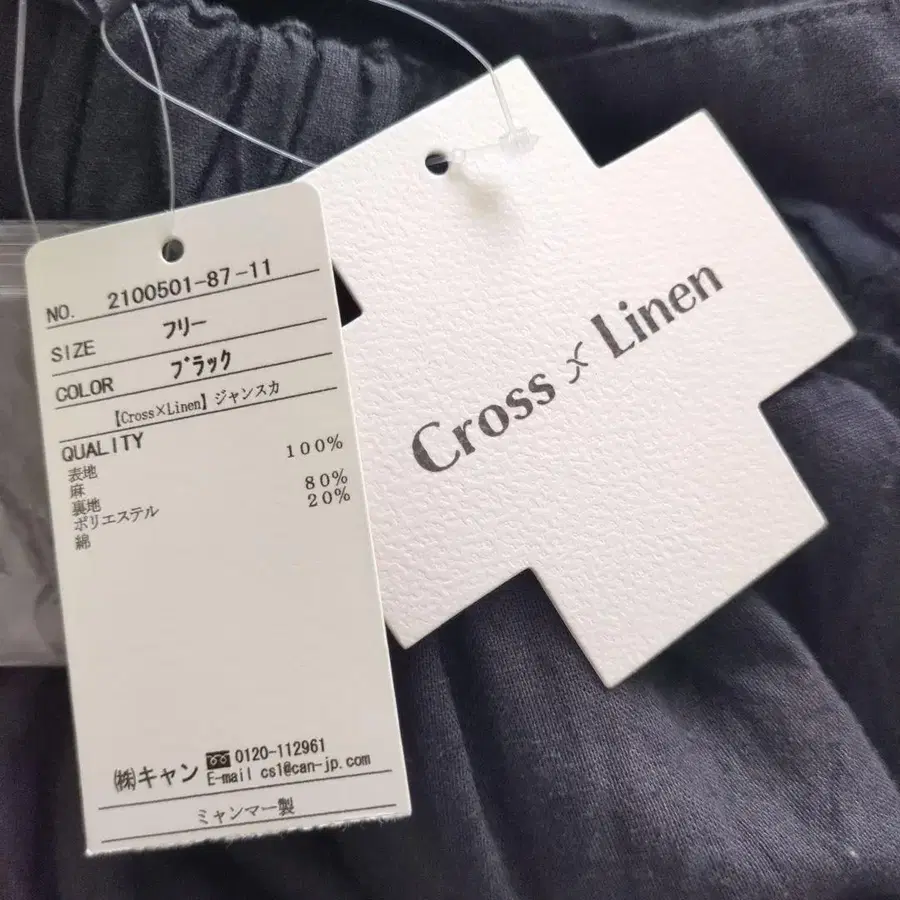 NO. 2100501-87-11
SIZE フリー
COLOR ブラック
【Cross×Linen】ジャンスカ
QUALITY
表地
麻 100%
裏地
ポリエステル 80%
綿 20%
㈱キャン 0120-112961
E-mail cs1@can-jp.com
ミャンマー製
Cross × Linen